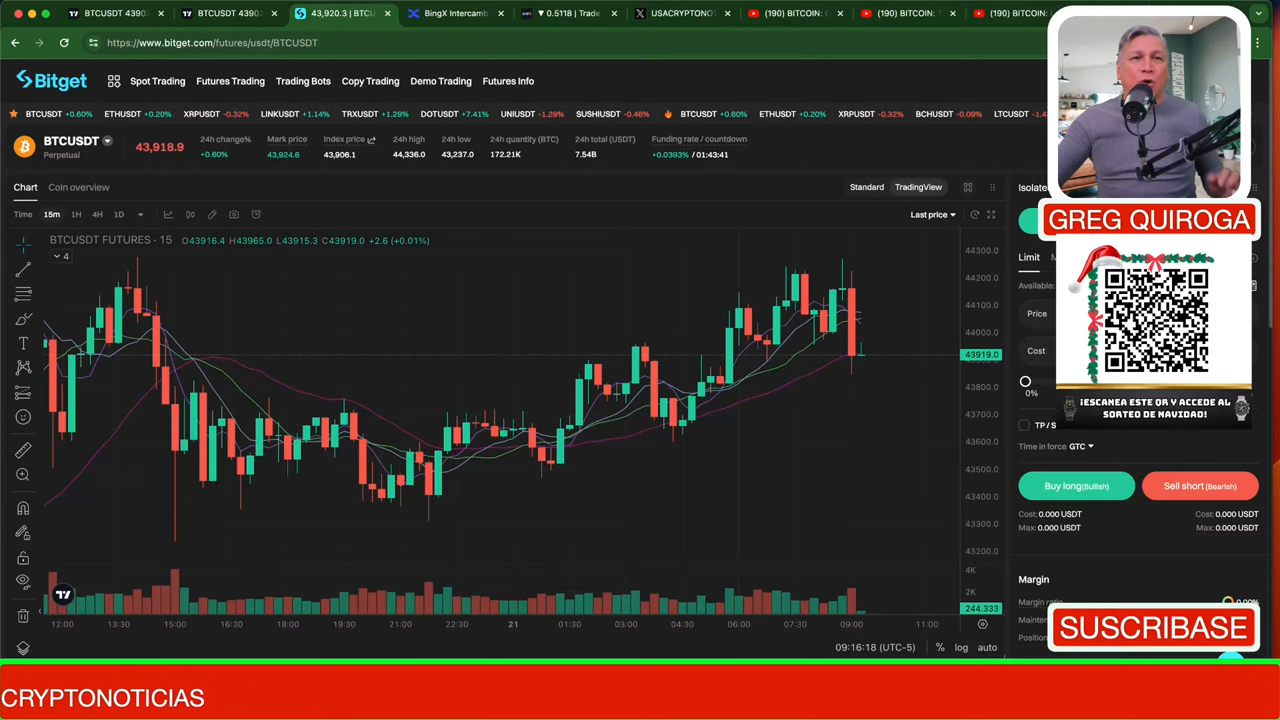 BTCUSDT 4390
BTCUSDT 4390
43,920.3 | BTCU
BingX Intercamb
▼ 0.5118 | Trade
USACRYPTONOT
(190) BITCOIN: 
(190) BITCOIN: T
(190) BITCOIN:
https://www.bitget.com/futures/usdt/BTCUSDT
Bitget
Spot Trading
Futures Trading
Trading Bots
Copy Trading
Demo Trading
Futures Info
BTCUSDT +0.60% ETHUSDT +0.20% XRPUSDT -0.32% LINKUSDT +1.14% TRXUSDT +1.29% DOTUSDT +7.41% UNIUSDT -1.29% SUSHIUSDT -0.46% BTCUSDT +0.60% ETHUSDT +0.20% XRPUSDT -0.32% BCHUSDT -0.09% LTCUSDT
BTCUSDT
Perpetual
43,918.9
24h change%
+0.60%
Mark price
43,924.6
Index price
43,906.1
24h high
44,336.0
24h low
43,237.0
24h quantity (BTC)
172.21K
24h total (USDT)
7.54B
Funding rate / countdown
+0.0393% / 01:43:41
Chart
Coin overview
Standard
TradingView
Time 15m 1H 4H 1D
Last price
BTCUSDT FUTURES · 15 O43916.4 H43965.0 L43915.3 C43919.0 +2.6 (+0.01%)
4
44300.0
44200.0
44100.0
44000.0
43919.0
43800.0
43700.0
43600.0
43500.0
43400.0
43300.0
43200.0
4K
2K
244.333
12:00 13:30 15:00 16:30 18:00 19:30 21:00 22:30 21 01:30 03:00 04:30 06:00 07:30 09:00 11:00
09:16:18 (UTC-5)
% log auto
Isolated
Limit
Available:
Price
Cost
0%
TP / S
Time in force GTC
Buy long(Bullish)
Sell short(Bearish)
Cost: 0.000 USDT
Cost: 0.000 USDT
Max: 0.000 USDT
Max: 0.000 USDT
Margin
Margin ratio
0.00%
Mainten
Position
GREG QUIROGA
¡ESCANEA ESTE QR Y ACCEDE AL
SORTEO DE NAVIDAD!
SUSCRIBASE
CRYPTONOTICIAS